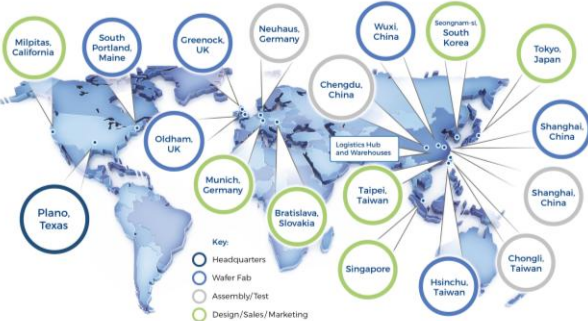 Milpitas,
California
South
Portland,
Maine
Greenock,
UK
Neuhaus,
Germany
Wuxi,
China
Seongnam-si,
South
Korea
Tokyo,
Japan
Chengdu,
China
Oldham,
UK
Logistics Hub
and Warehouses
Shanghai,
China
Munich,
Germany
Bratislava,
Slovakia
Taipei,
Taiwan
Shanghai,
China
Plano,
Texas
Singapore
Hsinchu,
Taiwan
Chongli,
Taiwan
Key:
Headquarters
Wafer Fab
Assembly/Test
Design/Sales/Marketing